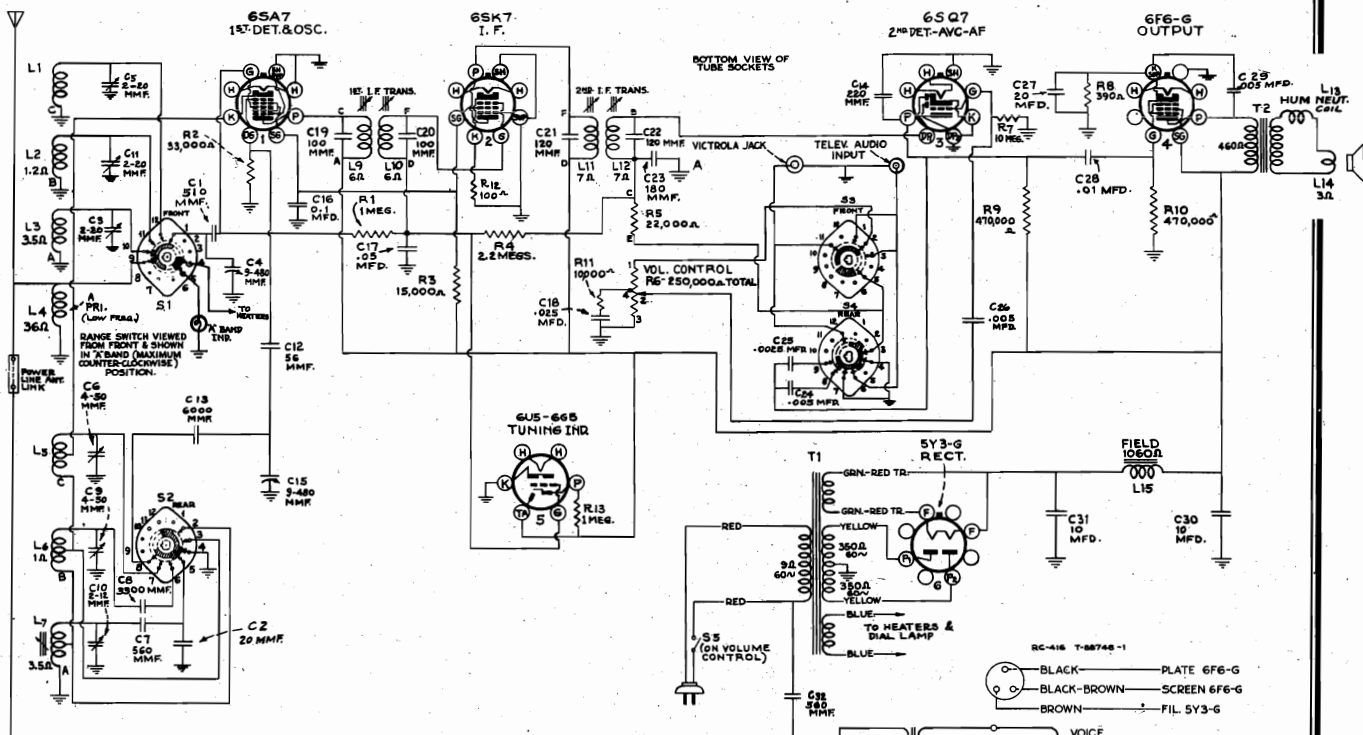 6SA7
1ST. DET. & OSC.
6SK7
I. F.
6SQ7
2ND DET.-AVC-AF
6F6-G
OUTPUT
BOTTOM VIEW OF
TUBE SOCKETS
L1
C5
2-20
MMF.
C
L2
1.2Ω
B
C11
2-20
MMF.
L3
3.5Ω
A
C3
2-20
MMF.
L4
36Ω
A
PRI.
(LOW FREQ.)
R2
33,000Ω
C1
510
MMF.
FRONT
S1
C4
9-480
MMF.
TO
HEATERS
"A" BAND
IND.
RANGE SWITCH VIEWED
FROM FRONT & SHOWN
IN "A" BAND (MAXIMUM
COUNTER-CLOCKWISE)
POSITION.
POWER
LINE ANT.
LINK
1ST. I.F. TRANS.
C19
100
MMF.
L9
6Ω
L10
6Ω
C20
100
MMF.
C16
0.1
MFD.
R1
1 MEG.
C17
.05
MFD.
R12
100Ω
R4
2.2 MEGS.
R3
15,000Ω
2ND I.F. TRANS.
C21
120
MMF.
L11
7Ω
L12
7Ω
C22
120 MMF.
C23
180
MMF.
A
R5
22,000Ω
R11
10,000Ω
C18
.025
MFD.
VOL. CONTROL
R6-250,000Ω TOTAL
VICTROLA JACK
TELEV. AUDIO
INPUT
C14
220
MMF.
R7
10 MEG.
C27
20
MFD.
R8
390Ω
C29
.005 MFD.
T2
460Ω
L13
HUM NEUT.
COIL
L14
3Ω
C28
.01 MFD.
R9
470,000
Ω
R10
470,000Ω
C26
.005
MFD.
S3
FRONT
S4
REAR
C25
.0025 MFD.
C24
.005 MFD.
C12
56
MMF.
C6
4-50
MMF.
C13
6000
MMF.
L5
C
C9
4-50
MMF.
S2
REAR
C15
9-480
MMF.
L6
1Ω
B
C8
3300 MMF.
C10
2-12
MMF.
L7
3.5Ω
A
C7
560
MMF.
C2
20 MMF.
6U5-6G5
TUNING IND.
R13
1 MEG.
T1
5Y3-G
RECT.
GRN.-RED TR.
GRN.-RED TR.
YELLOW
350Ω
60~
350Ω
60~
YELLOW
BLUE
TO HEATERS &
DIAL LAMP
BLUE
RED
9Ω
60~
RED
S5
(ON VOLUME
CONTROL)
C32
560
MMF.
FIELD
1060Ω
L15
C31
10
MFD.
C30
10
MFD.
RC-416 T-88748-1
BLACK PLATE 6F6-G
BLACK-BROWN SCREEN 6F6-G
BROWN FIL. 5Y3-G
VOICE